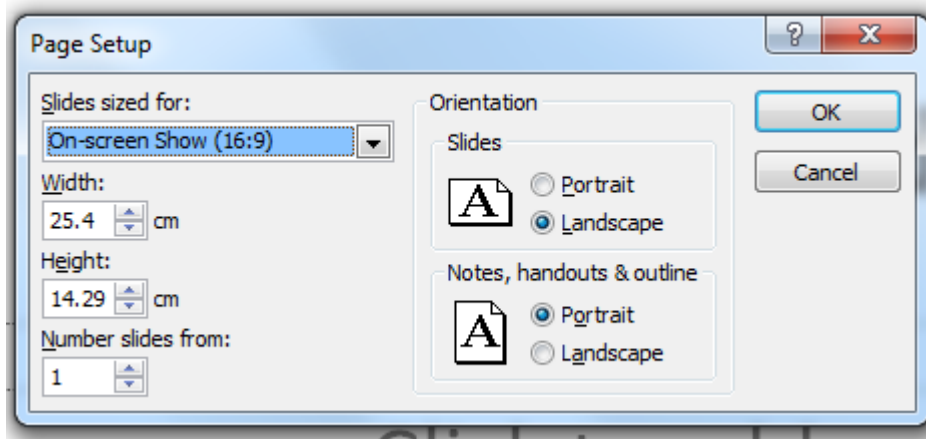 Page Setup
Slides sized for:
On-screen Show (16:9)
Width:
25.4 cm
Height:
14.29 cm
Number slides from:
1
Orientation
Slides
A
Portrait
Landscape
Notes, handouts & outline
A
Portrait
Landscape
?
OK
Cancel